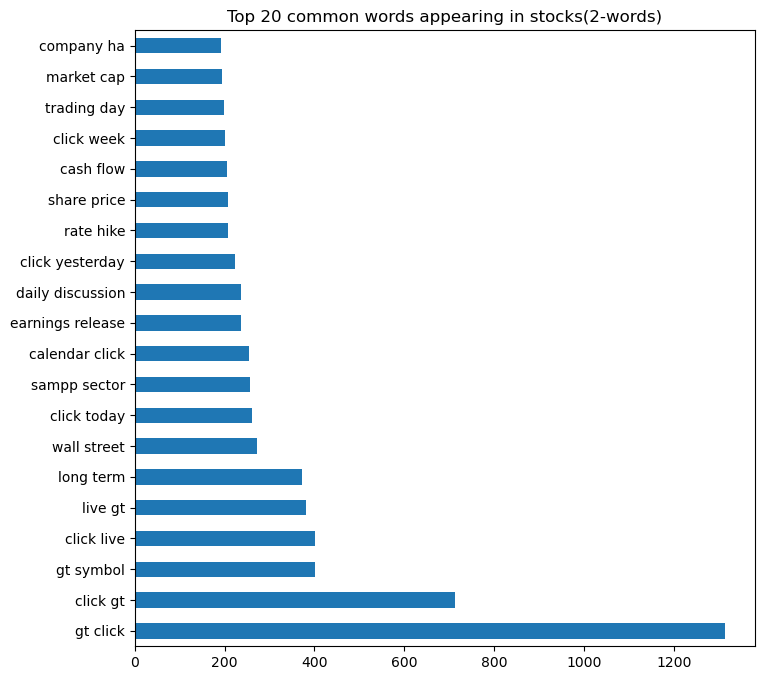 Top 20 common words appearing in stocks(2-words)
company ha
market cap
trading day
click week
cash flow
share price
rate hike
click yesterday
daily discussion
earnings release
calendar click
sampp sector
click today
wall street
long term
live gt
click live
gt symbol
click gt
gt click
0 200 400 600 800 1000 1200